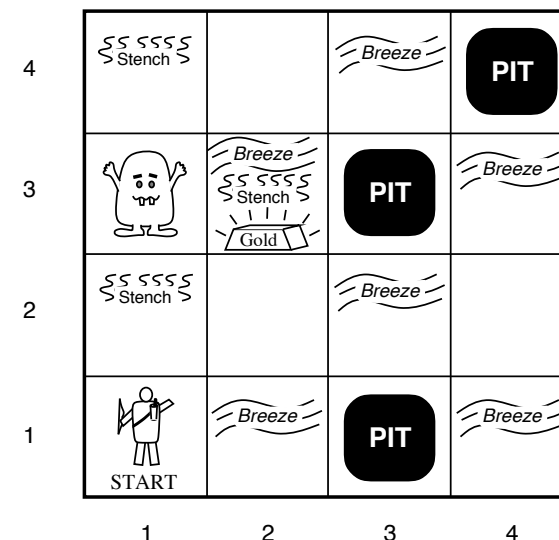 4
Stench
Breeze
PIT
3
Breeze
Stench
Gold
PIT
Breeze
2
Stench
Breeze
1
START
Breeze
PIT
Breeze
1 2 3 4